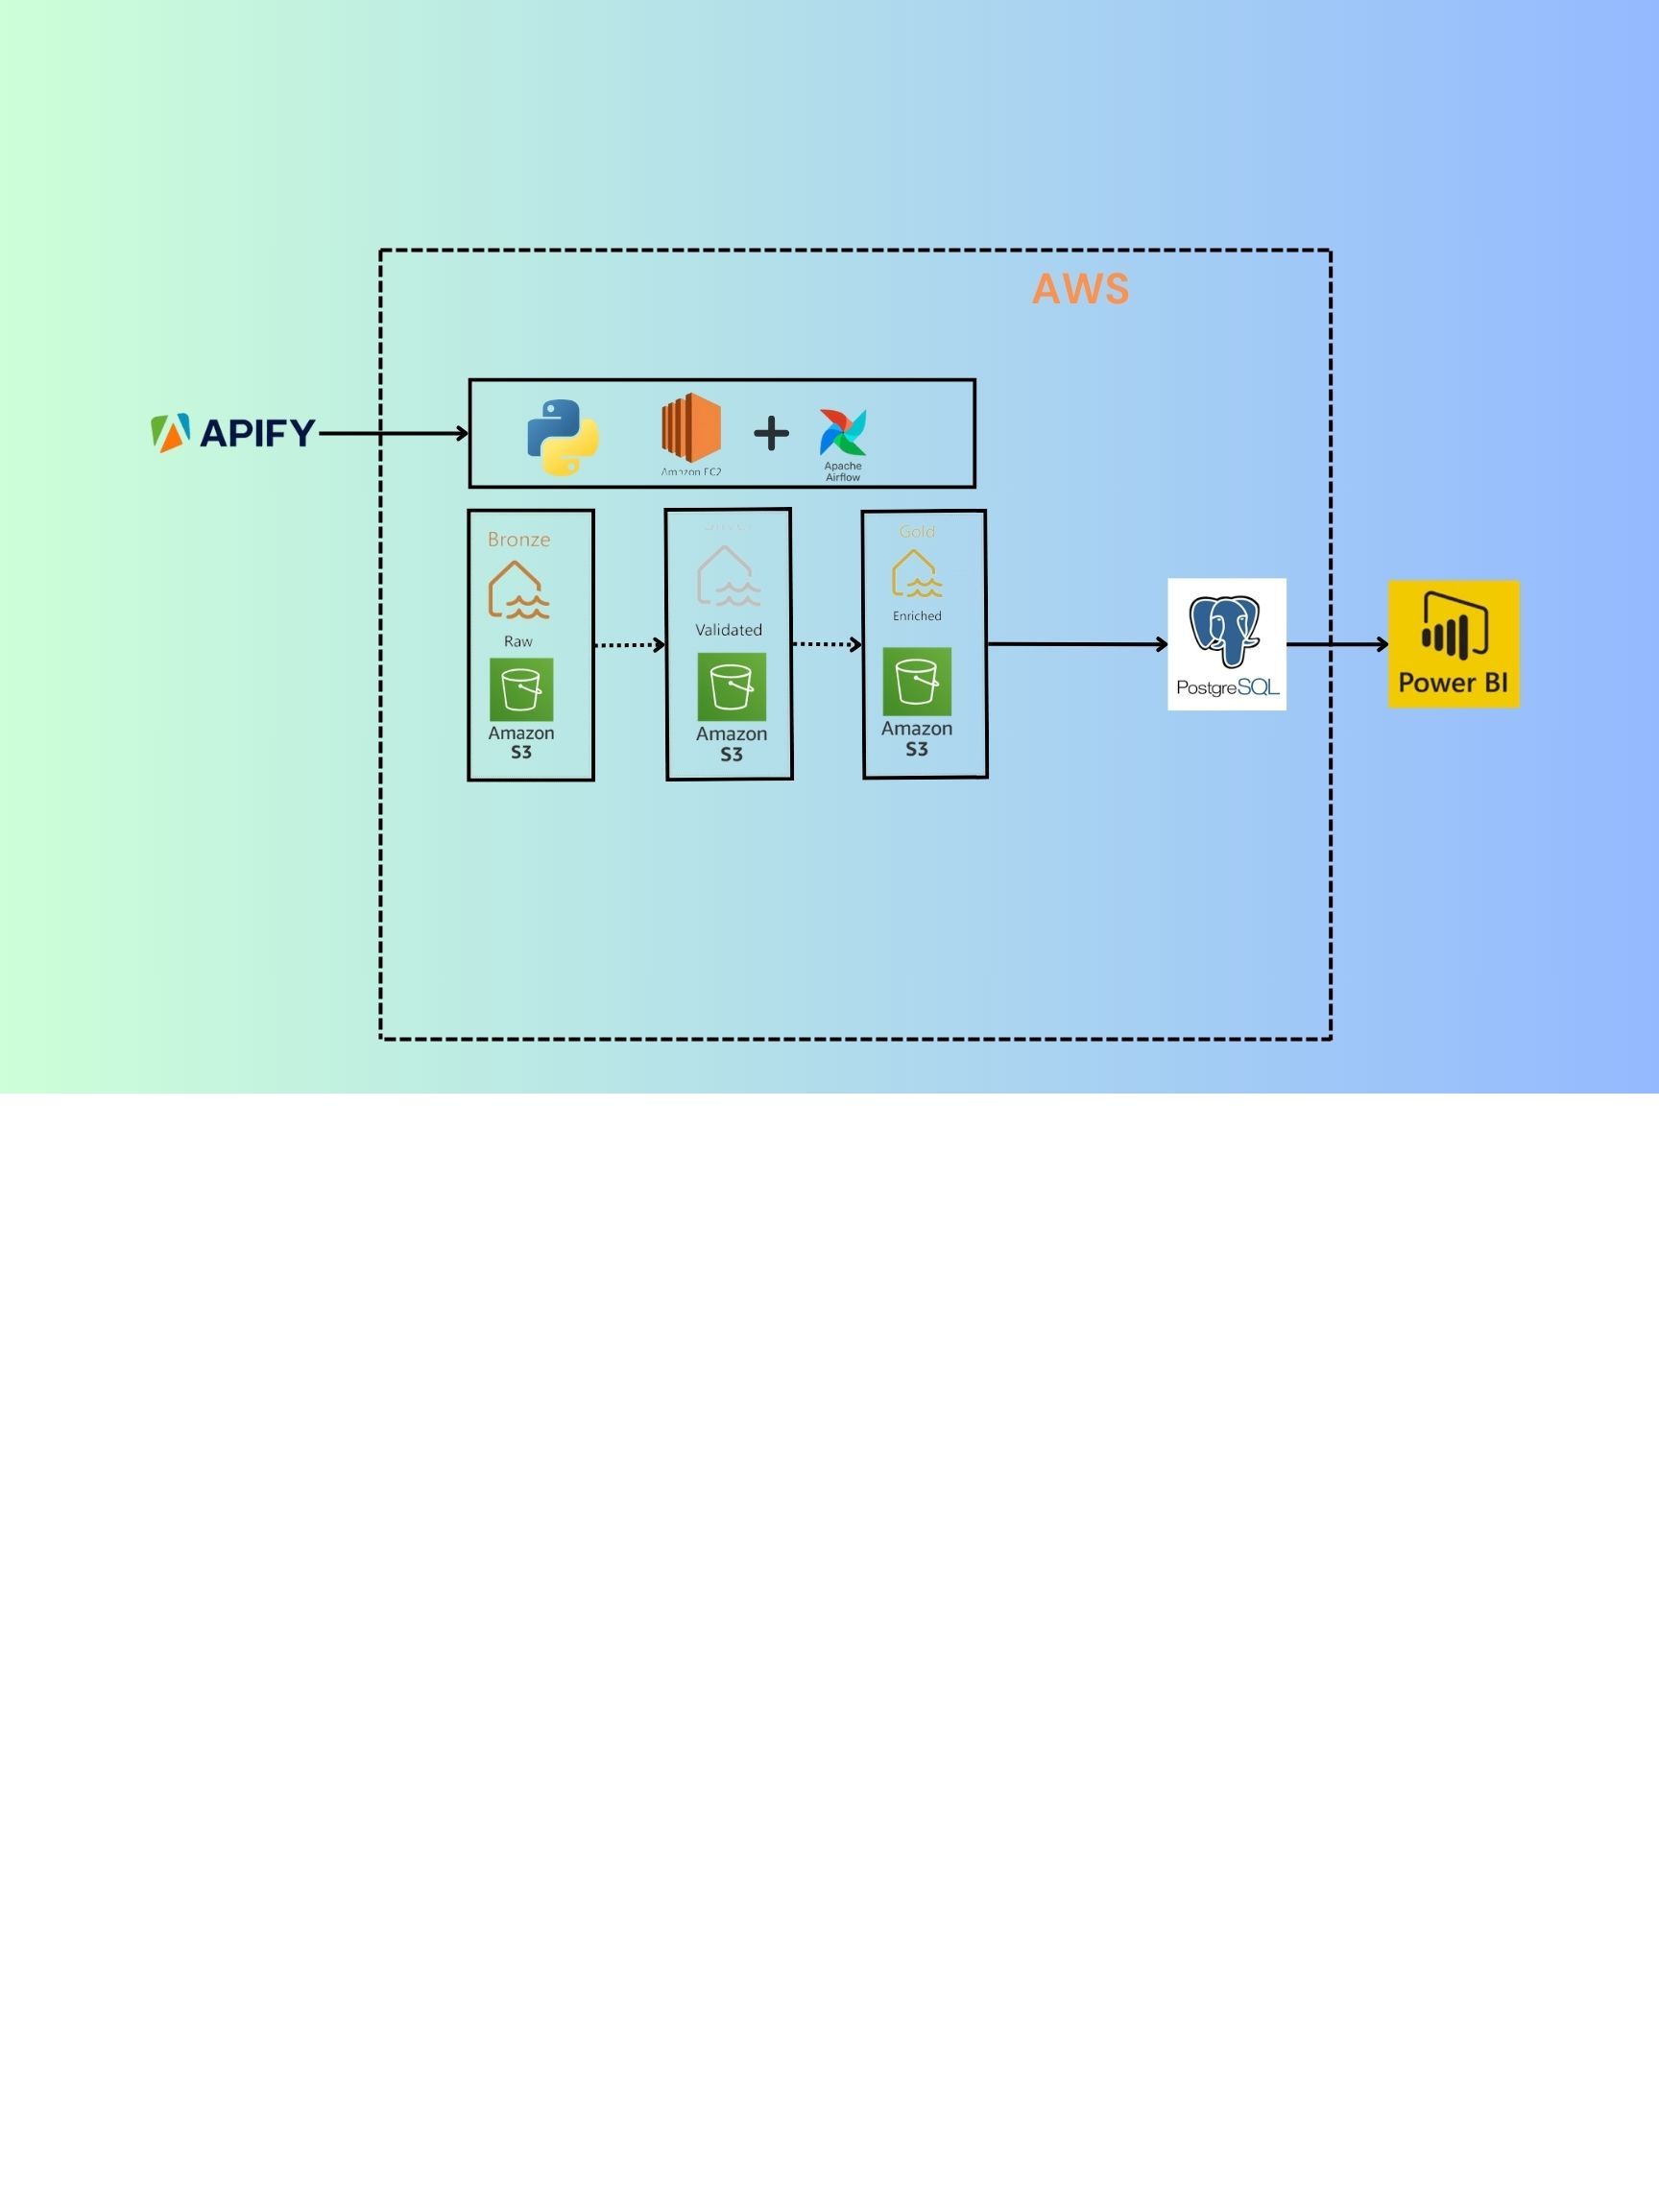 AWS
APIFY
Amazon EC2
Apache
Airflow
Bronze
Raw
Amazon
S3
Validated
Amazon
S3
Gold
Enriched
Amazon
S3
PostgreSQL
Power BI